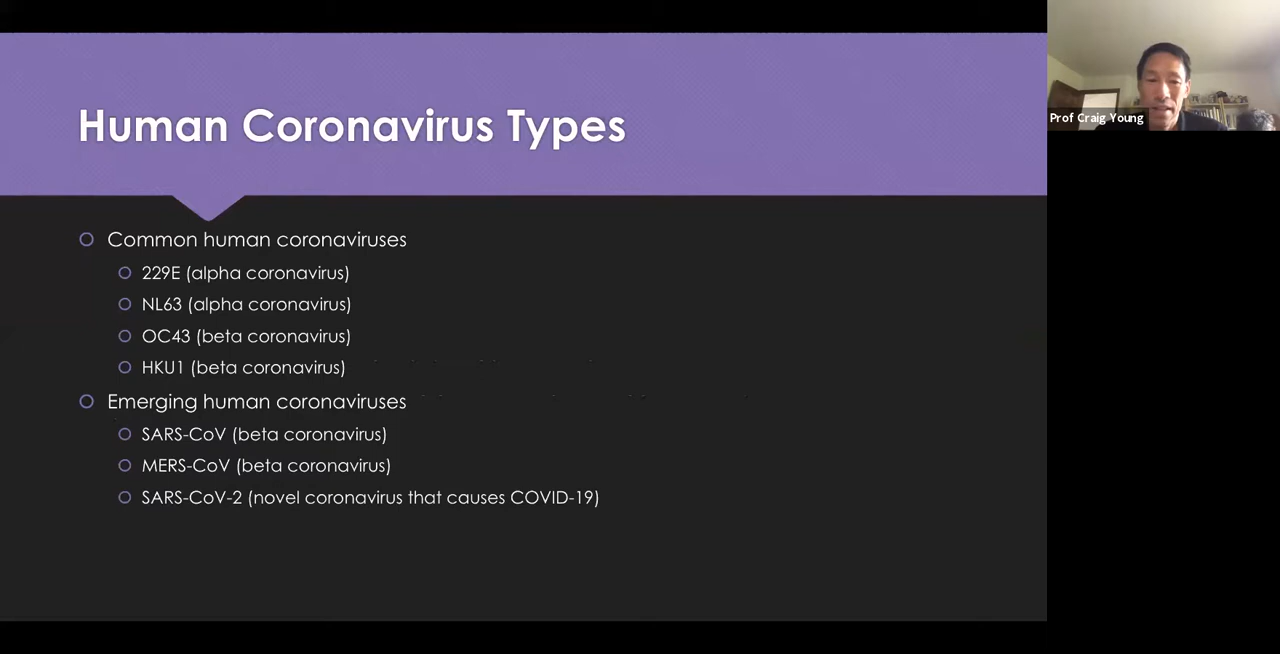 Human Coronavirus Types
Prof Craig Young
Common human coronaviruses
229E (alpha coronavirus)
NL63 (alpha coronavirus)
OC43 (beta coronavirus)
HKU1 (beta coronavirus)
Emerging human coronaviruses
SARS-CoV (beta coronavirus)
MERS-CoV (beta coronavirus)
SARS-CoV-2 (novel coronavirus that causes COVID-19)